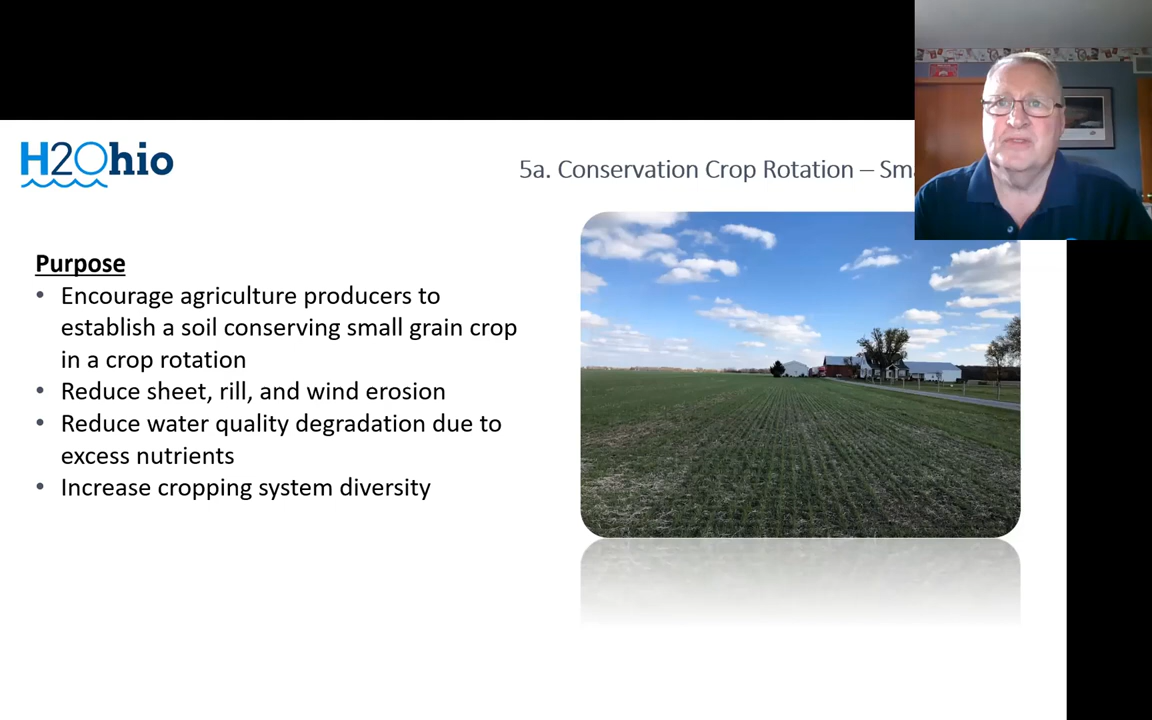 H2Ohio
5a. Conservation Crop Rotation –
Purpose
• Encourage agriculture producers to
establish a soil conserving small grain crop
in a crop rotation
• Reduce sheet, rill, and wind erosion
• Reduce water quality degradation due to
excess nutrients
• Increase cropping system diversity